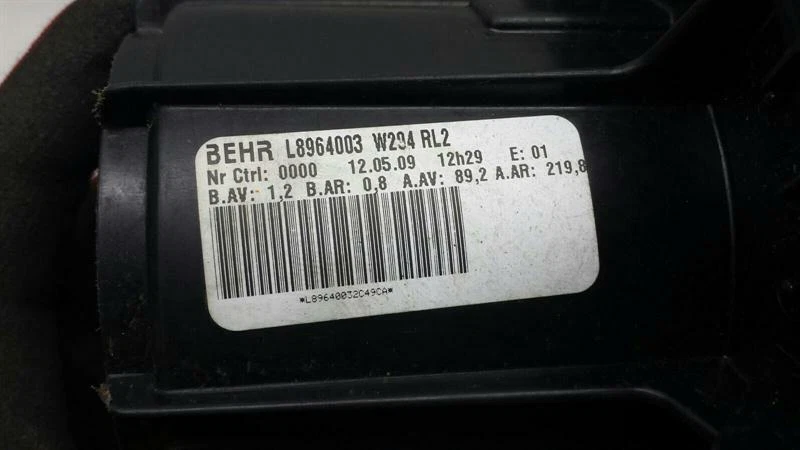 BEHR L8964003 W204 RL2
Nr Ctrl: 0000 12.05.09 12h29 E: 01
B.AV: 1,2 B.AR: 0,8 A.AV: 89,2 A.AR: 219,8
*L89640032C49CA*